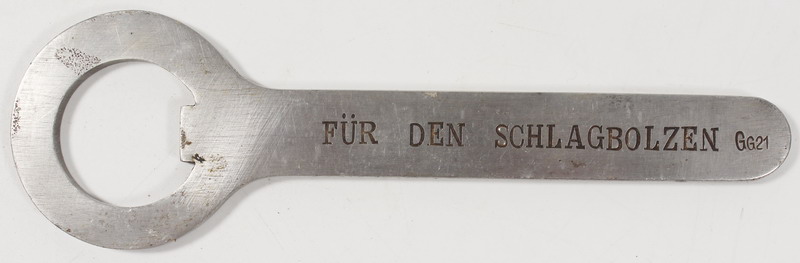 FÜR DEN SCHLAGBOLZEN GG21